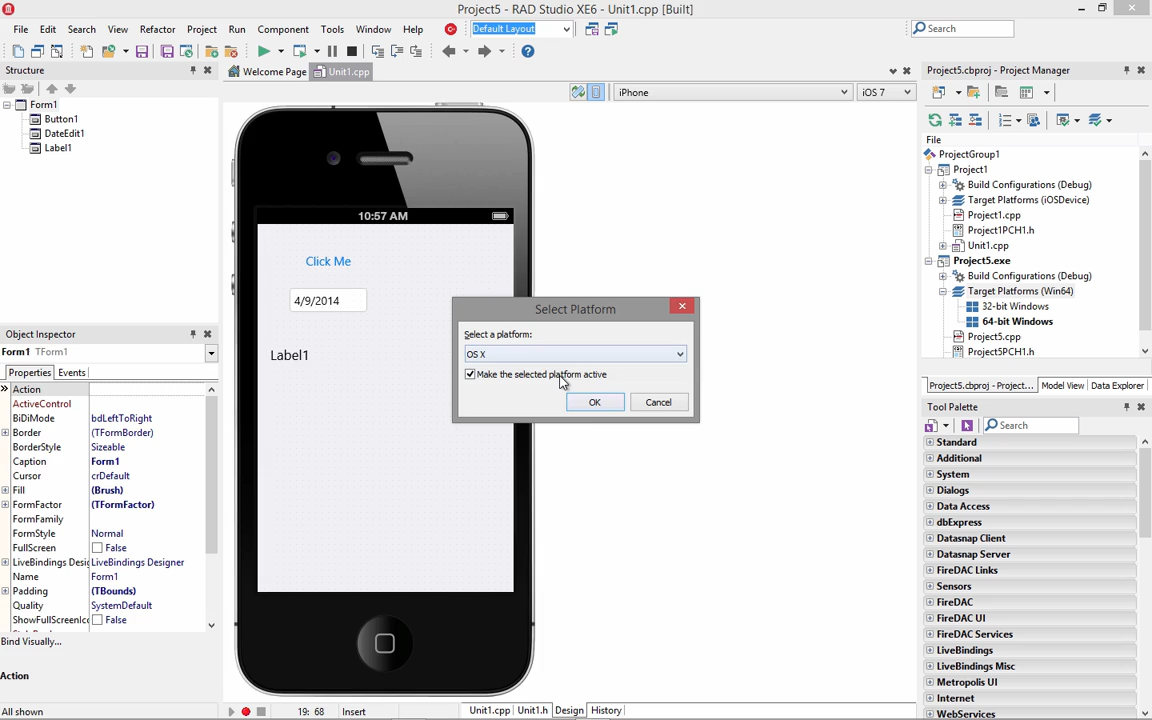 Project5 - RAD Studio XE6 - Unit1.cpp [Built]
File Edit Search View Refactor Project Run Component Tools Window Help
Default Layout
Search
Structure
Form1
Button1
DateEdit1
Label1
Object Inspector
Form1 TForm1
Properties Events
Action
ActiveControl
BiDiMode bdLeftToRight
Border (TFormBorder)
BorderStyle Sizeable
Caption Form1
Cursor crDefault
Fill (Brush)
FormFactor (TFormFactor)
FormFamily
FormStyle Normal
FullScreen False
LiveBindings Desig LiveBindings Designer
Name Form1
Padding (TBounds)
Quality SystemDefault
ShowFullScreenIco False
Bind Visually...
Action
All shown
Welcome Page Unit1.cpp
iPhone iOS 7
10:57 AM
Click Me
4/9/2014
Label1
Select Platform
Select a platform:
OS X
Make the selected platform active
OK Cancel
19: 68 Insert
Unit1.cpp Unit1.h Design History
Project5.cbproj - Project Manager
File
ProjectGroup1
Project1
Build Configurations (Debug)
Target Platforms (iOSDevice)
Project1.cpp
Project1PCH1.h
Unit1.cpp
Project5.exe
Build Configurations (Debug)
Target Platforms (Win64)
32-bit Windows
64-bit Windows
Project5.cpp
Project5PCH1.h
Project5.cbproj - Project... Model View Data Explorer
Tool Palette
Search
Standard
Additional
System
Dialogs
Data Access
dbExpress
Datasnap Client
Datasnap Server
FireDAC Links
Sensors
FireDAC
FireDAC UI
FireDAC Services
LiveBindings
LiveBindings Misc
Metropolis UI
Internet
WebServices